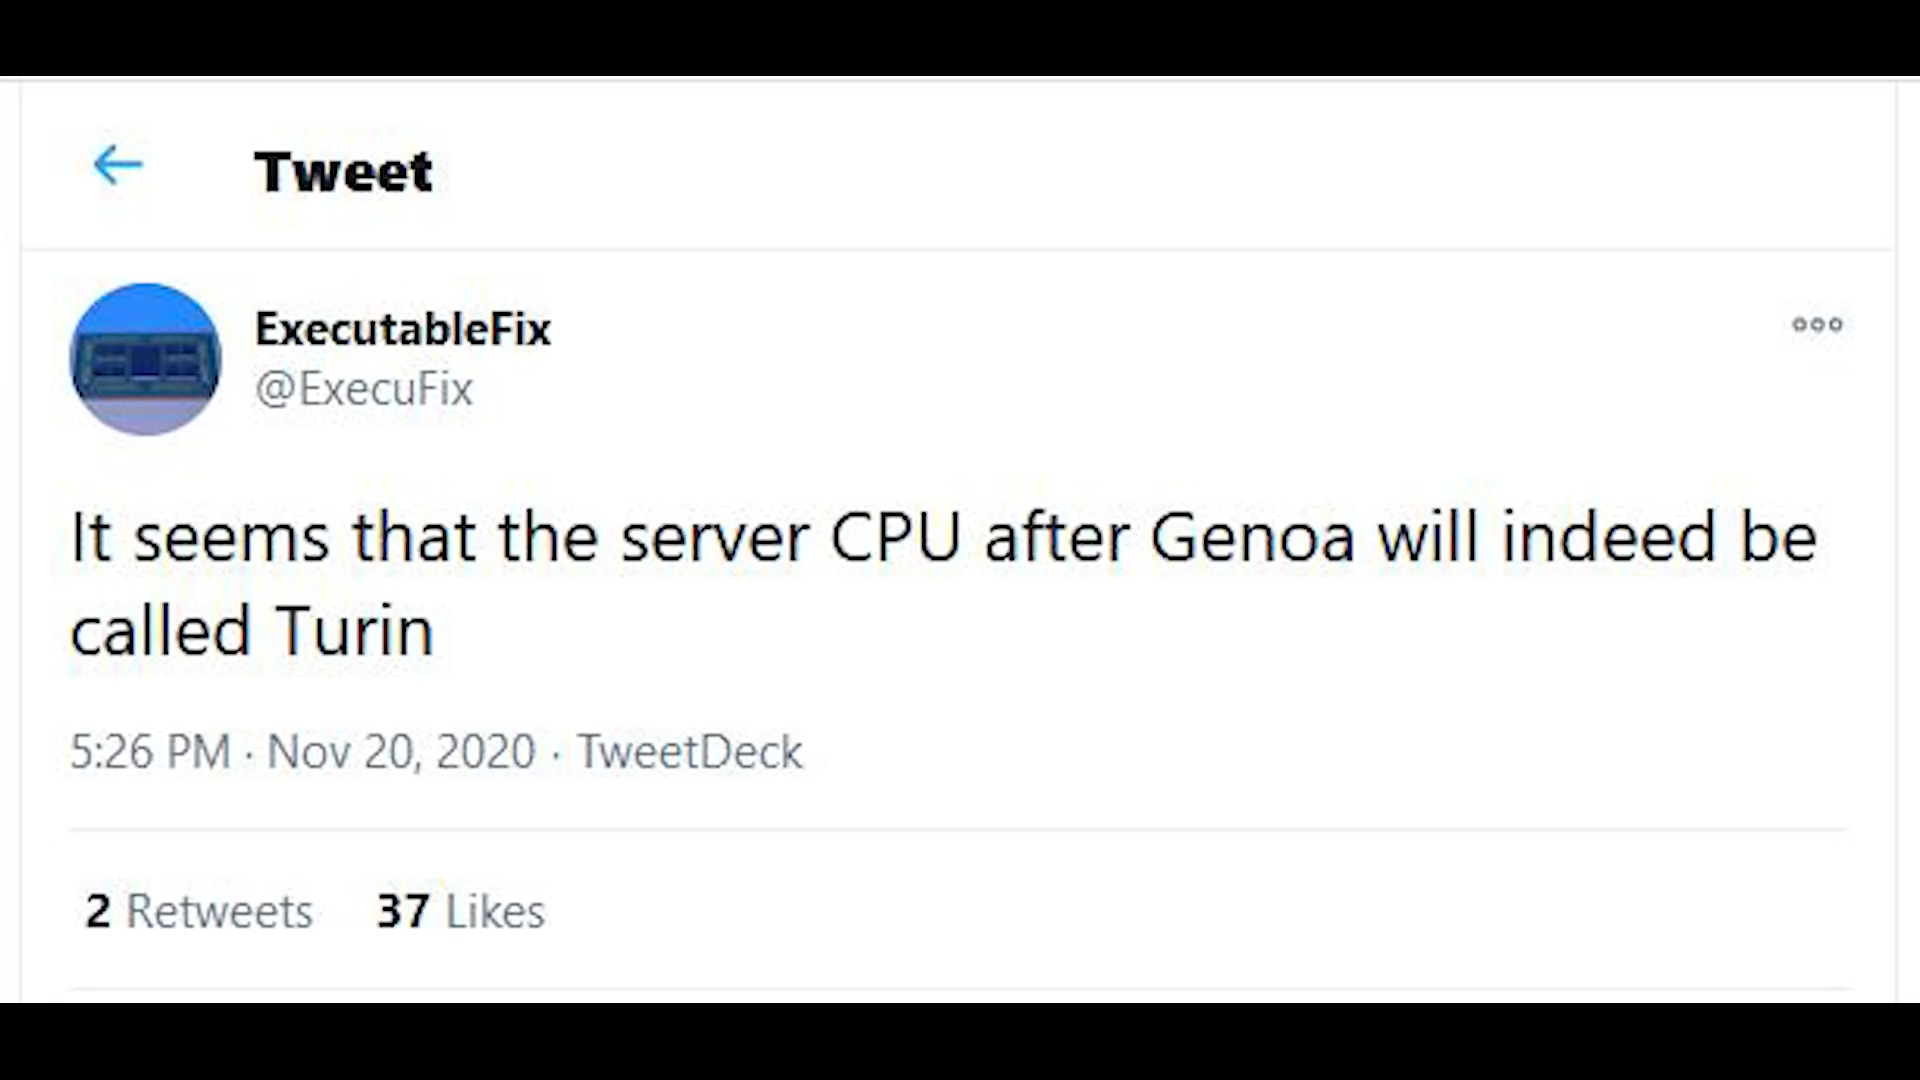 Tweet
ExecutableFix
@ExecuFix
It seems that the server CPU after Genoa will indeed be
called Turin
5:26 PM · Nov 20, 2020 · TweetDeck
2 Retweets 37 Likes